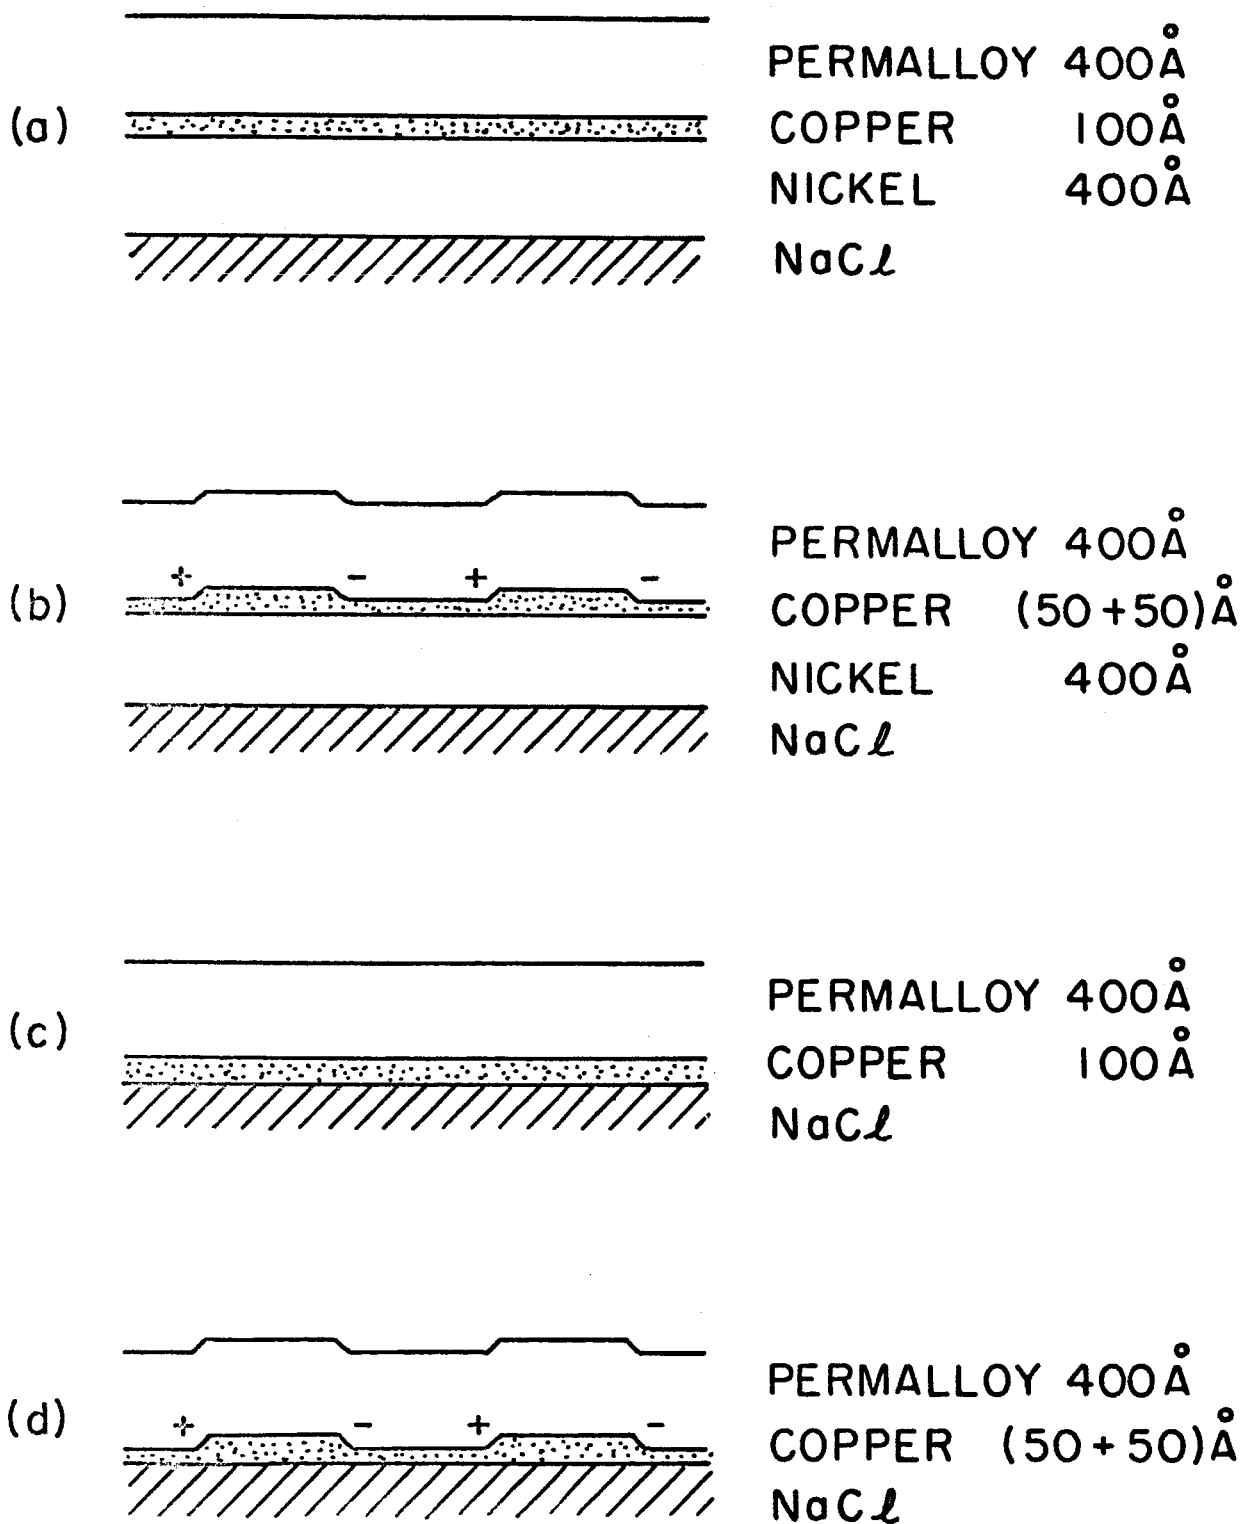 (a)
PERMALLOY 400Å
COPPER 100Å
NICKEL 400Å
NaCl
(b)
+ - + -
PERMALLOY 400Å
COPPER (50+50)Å
NICKEL 400Å
NaCl
(c)
PERMALLOY 400Å
COPPER 100Å
NaCl
(d)
+ - + -
PERMALLOY 400Å
COPPER (50+50)Å
NaCl